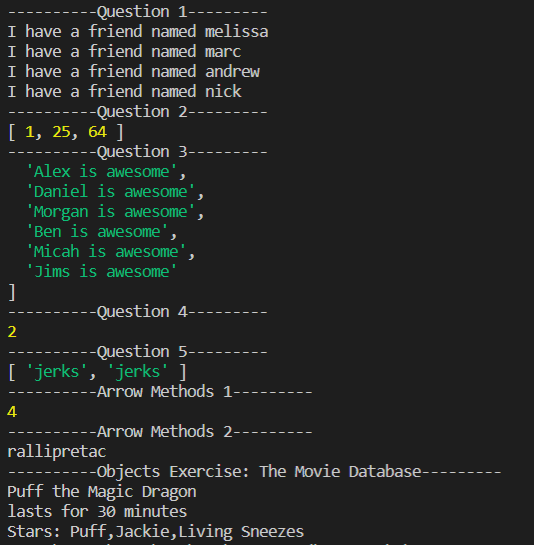 ----------Question 1---------
I have a friend named melissa
I have a friend named marc
I have a friend named andrew
I have a friend named nick
----------Question 2---------
[ 1, 25, 64 ]
----------Question 3---------
  'Alex is awesome',
  'Daniel is awesome',
  'Morgan is awesome',
  'Ben is awesome',
  'Micah is awesome',
  'Jims is awesome'
]
----------Question 4---------
2
----------Question 5---------
[ 'jerks', 'jerks' ]
----------Arrow Methods 1---------
4
----------Arrow Methods 2---------
rallipretac
----------Objects Exercise: The Movie Database---------
Puff the Magic Dragon
lasts for 30 minutes
Stars: Puff,Jackie,Living Sneezes